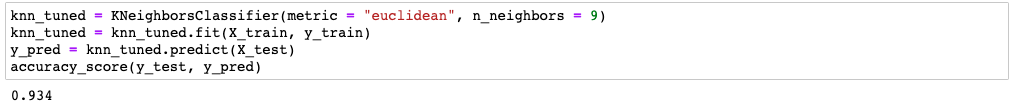 knn_tuned = KNeighborsClassifier(metric = "euclidean", n_neighbors = 9)
knn_tuned = knn_tuned.fit(X_train, y_train)
y_pred = knn_tuned.predict(X_test)
accuracy_score(y_test, y_pred)
0.934